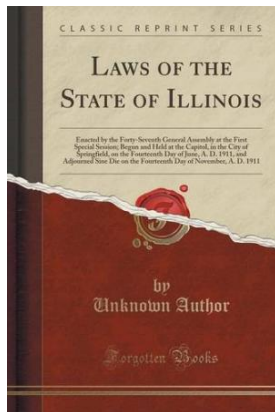 CLASSIC REPRINT SERIES
LAWS OF THE
STATE OF ILLINOIS
Enacted by the Forty-Seventh General Assembly at the First
Special Session; Begun and Held at the Capitol, in the City of
Springfield, on the Fourteenth Day of June, A. D. 1911, and
Adjourned Sine Die on the Fourteenth Day of November, A. D. 1911
by
Unknown Author
Forgotten Books